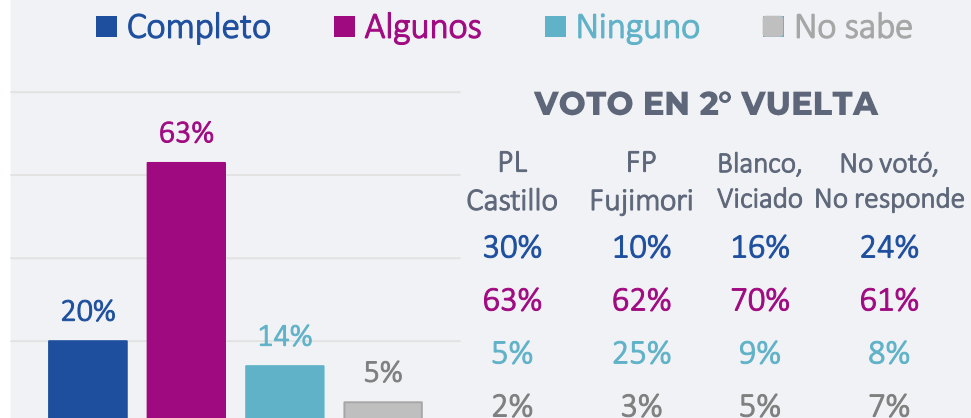 Completo Algunos Ninguno No sabe
VOTO EN 2° VUELTA
PL FP Blanco, No votó,
Castillo Fujimori Viciado No responde
30% 10% 16% 24%
63% 62% 70% 61%
5% 25% 9% 8%
2% 3% 5% 7%
20%
63%
14%
5%